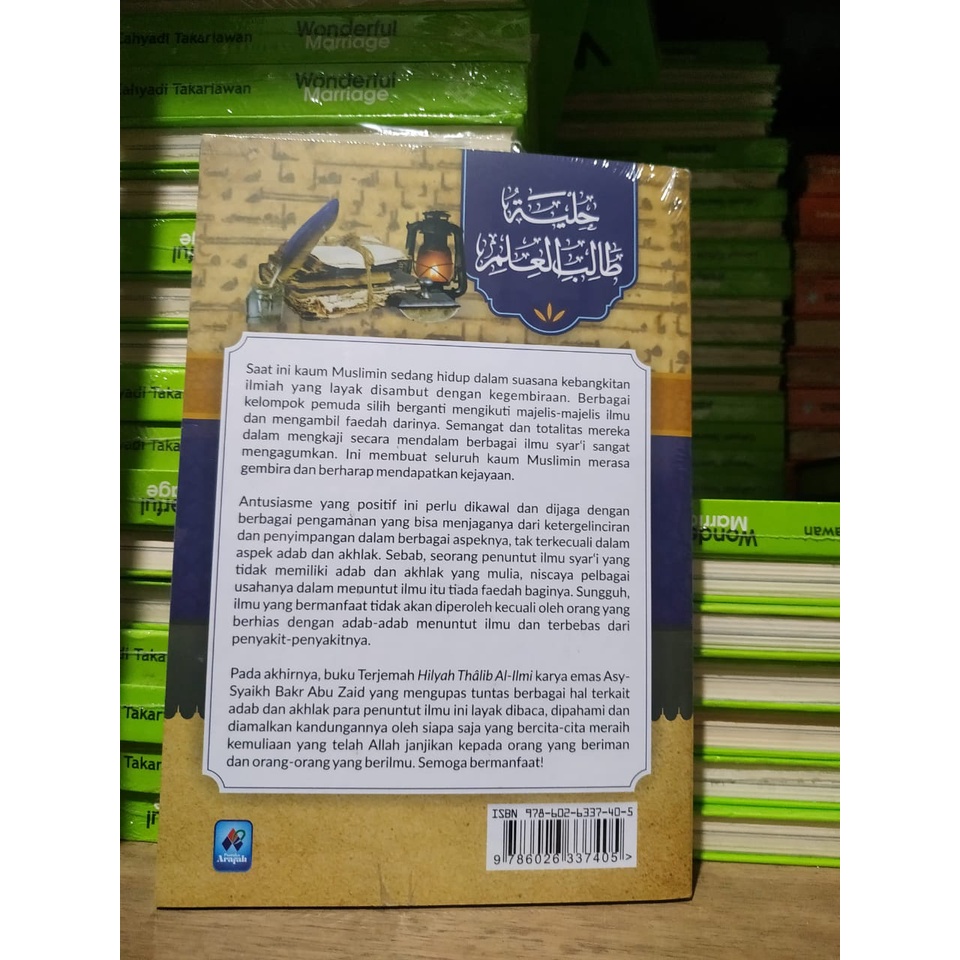 Cahyadi Takariawan
Wonderful
Marriage
Cahyadi Takariawan
Wonderful
Marriage
حلية
طالب العلم
Saat ini kaum Muslimin sedang hidup dalam suasana kebangkitan
ilmiah yang layak disambut dengan kegembiraan. Berbagai
kelompok pemuda silih berganti mengikuti majelis-majelis ilmu
dan mengambil faedah darinya. Semangat dan totalitas mereka
dalam mengkaji secara mendalam berbagai ilmu syar'i sangat
mengagumkan. Ini membuat seluruh kaum Muslimin merasa
gembira dan berharap mendapatkan kejayaan.
Antusiasme yang positif ini perlu dikawal dan dijaga dengan
berbagai pengamanan yang bisa menjaganya dari ketergelinciran
dan penyimpangan dalam berbagai aspeknya, tak terkecuali dalam
aspek adab dan akhlak. Sebab, seorang penuntut ilmu syar'i yang
tidak memiliki adab dan akhlak yang mulia, niscaya pelbagai
usahanya dalam menuntut ilmu itu tiada faedah baginya. Sungguh,
ilmu yang bermanfaat tidak akan diperoleh kecuali oleh orang yang
berhias dengan adab-adab menuntut ilmu dan terbebas dari
penyakit-penyakitnya.
Pada akhirnya, buku Terjemah Hilyah Thâlib Al-Ilmi karya emas Asy-
Syaikh Bakr Abu Zaid yang mengupas tuntas berbagai hal terkait
adab dan akhlak para penuntut ilmu ini layak dibaca, dipahami dan
diamalkan kandungannya oleh siapa saja yang bercita-cita meraih
kemuliaan yang telah Allah janjikan kepada orang yang beriman
dan orang-orang yang berilmu. Semoga bermanfaat!
Pustaka
Arafah
ISBN 978-602-6337-40-5
9 786026 337405 >